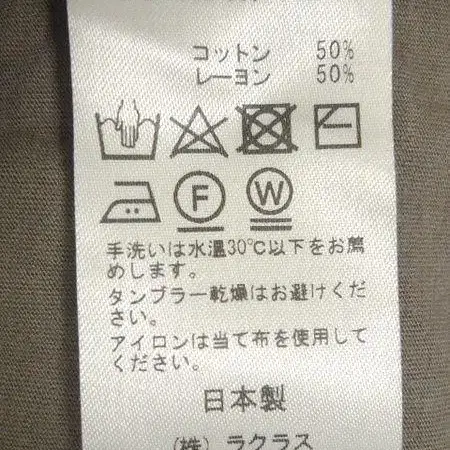 コットン 50%
レーヨン 50%
F W
手洗いは水温30℃以下をお薦
めします。
タンブラー乾燥はお避けくだ
さい。
アイロンは当て布を使用して
ください。
日本製
(株) ラクラス